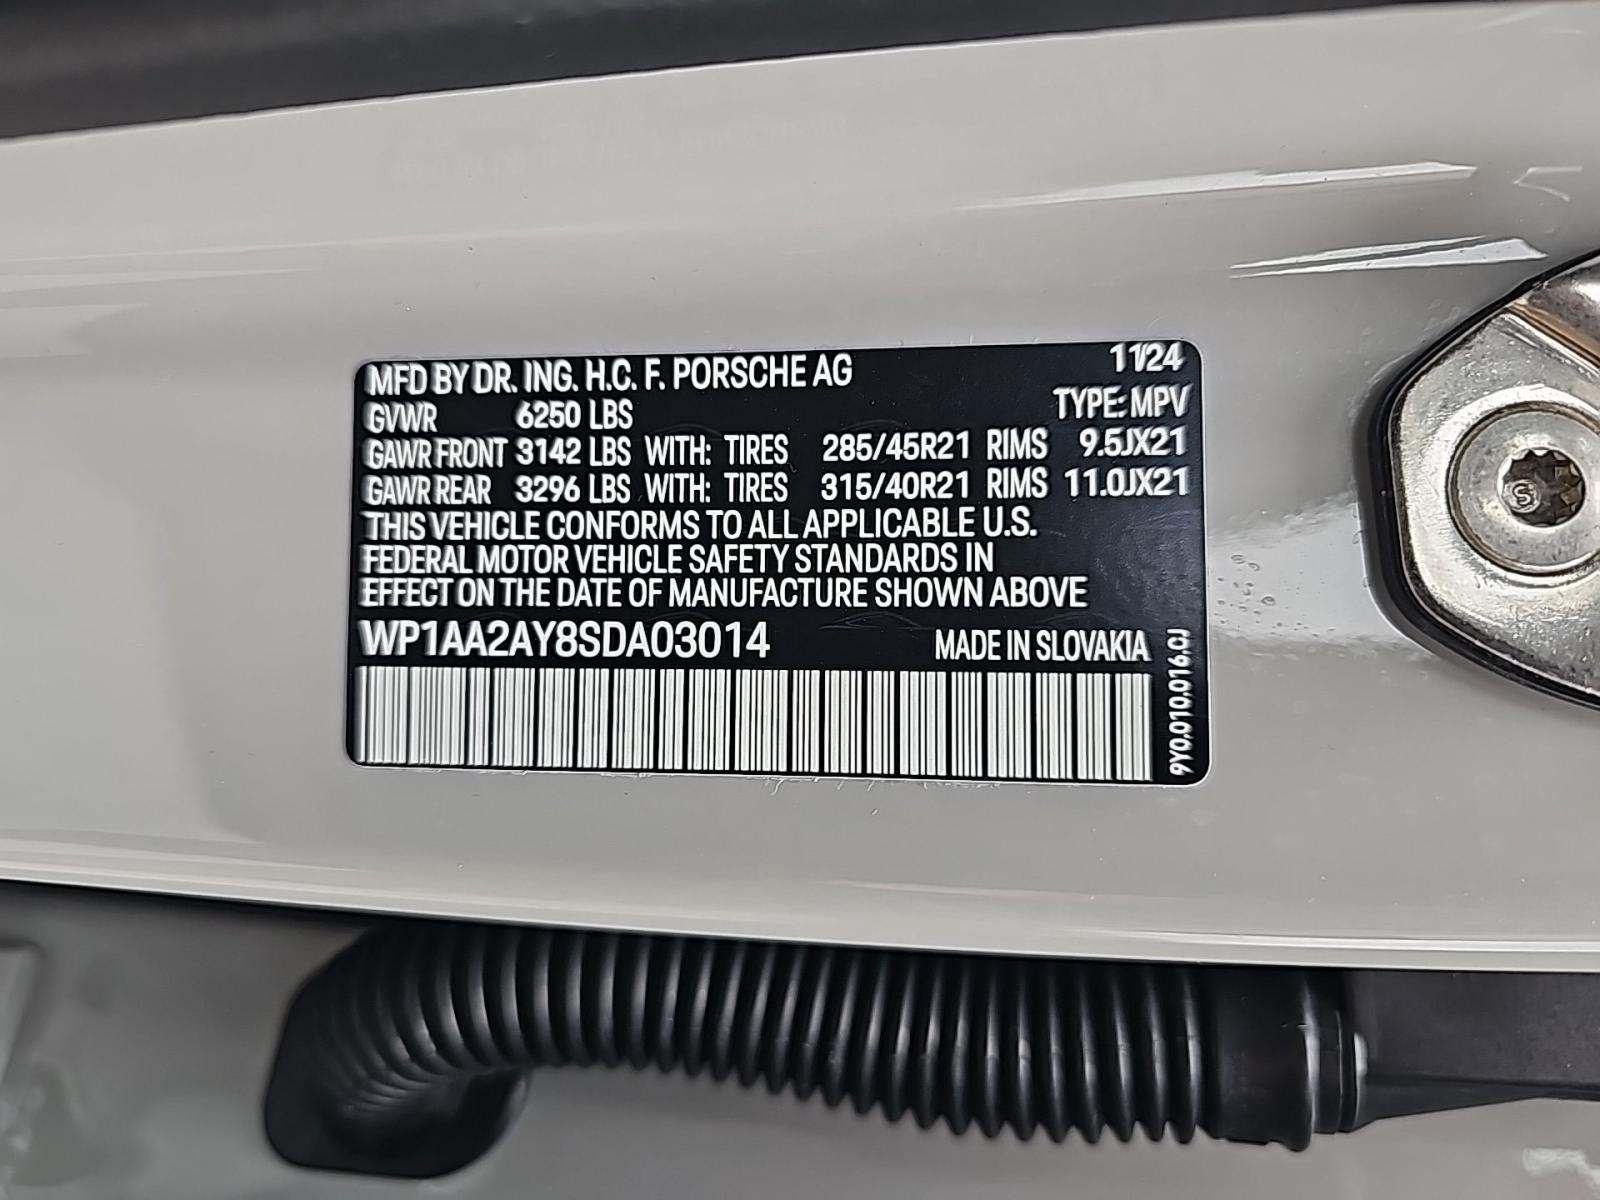 MFD BY DR. ING. H.C. F. PORSCHE AG 11/24
GVWR 6250 LBS TYPE: MPV
GAWR FRONT 3142 LBS WITH: TIRES 285/45R21 RIMS 9.5JX21
GAWR REAR 3296 LBS WITH: TIRES 315/40R21 RIMS 11.0JX21
THIS VEHICLE CONFORMS TO ALL APPLICABLE U.S.
FEDERAL MOTOR VEHICLE SAFETY STANDARDS IN
EFFECT ON THE DATE OF MANUFACTURE SHOWN ABOVE
WP1AA2AY8SDA03014 MADE IN SLOVAKIA
9Y0.010.016.CJ
S